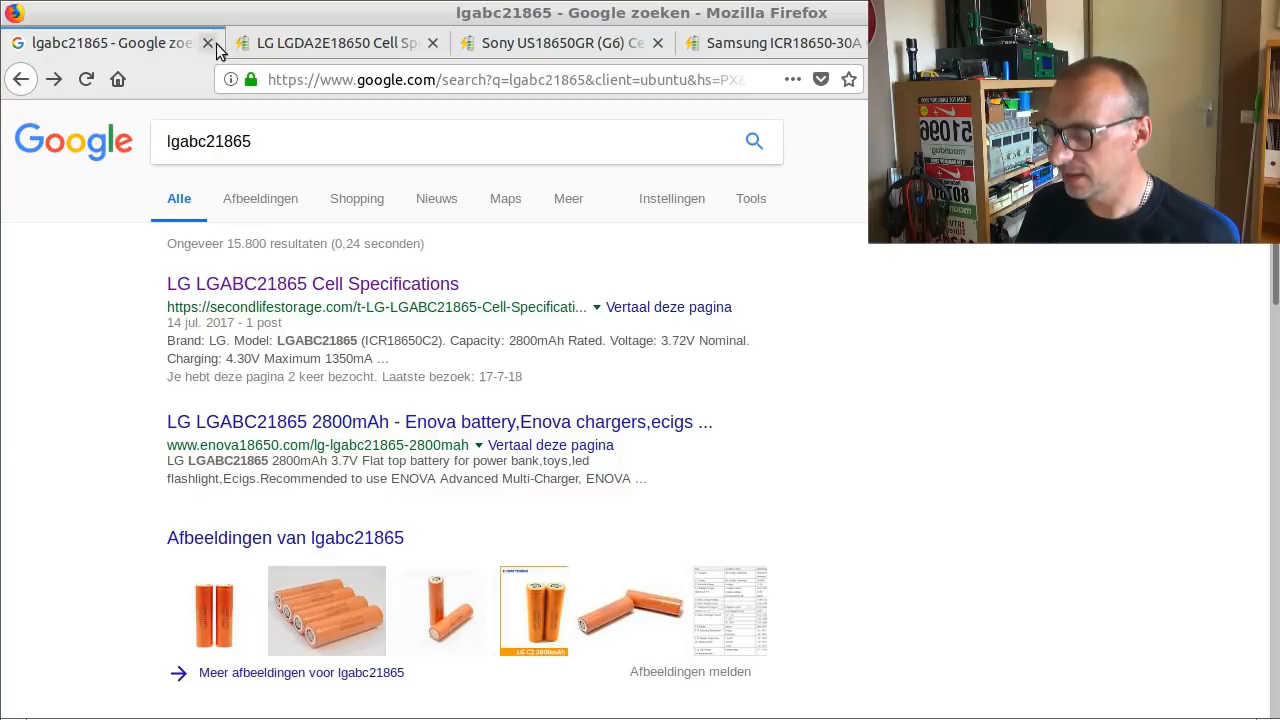 lgabc21865 - Google zoeken - Mozilla Firefox
lgabc21865 - Google zoe
LG LGABB418650 Cell Sp
Sony US18650GR (G6) Ce
Samsung ICR18650-30A
https://www.google.com/search?q=lgabc21865&client=ubuntu&hs=PX&
Google
lgabc21865
Alle
Afbeeldingen
Shopping
Nieuws
Maps
Meer
Instellingen
Tools
Ongeveer 15.800 resultaten (0,24 seconden)
LG LGABC21865 Cell Specifications
https://secondlifestorage.com/t-LG-LGABC21865-Cell-Specificati... Vertaal deze pagina
14 jul. 2017 - 1 post
Brand: LG. Model: LGABC21865 (ICR18650C2). Capacity: 2800mAh Rated. Voltage: 3.72V Nominal.
Charging: 4.30V Maximum 1350mA ...
Je hebt deze pagina 2 keer bezocht. Laatste bezoek: 17-7-18
LG LGABC21865 2800mAh - Enova battery,Enova chargers,ecigs ...
www.enova18650.com/lg-lgabc21865-2800mah Vertaal deze pagina
LG LGABC21865 2800mAh 3.7V Flat top battery for power bank,toys,led
flashlight,Ecigs.Recommended to use ENOVA Advanced Multi-Charger, ENOVA ...
Afbeeldingen van lgabc21865
LG C2 2800mAh
Meer afbeeldingen voor lgabc21865
Afbeeldingen melden
51096
maandag